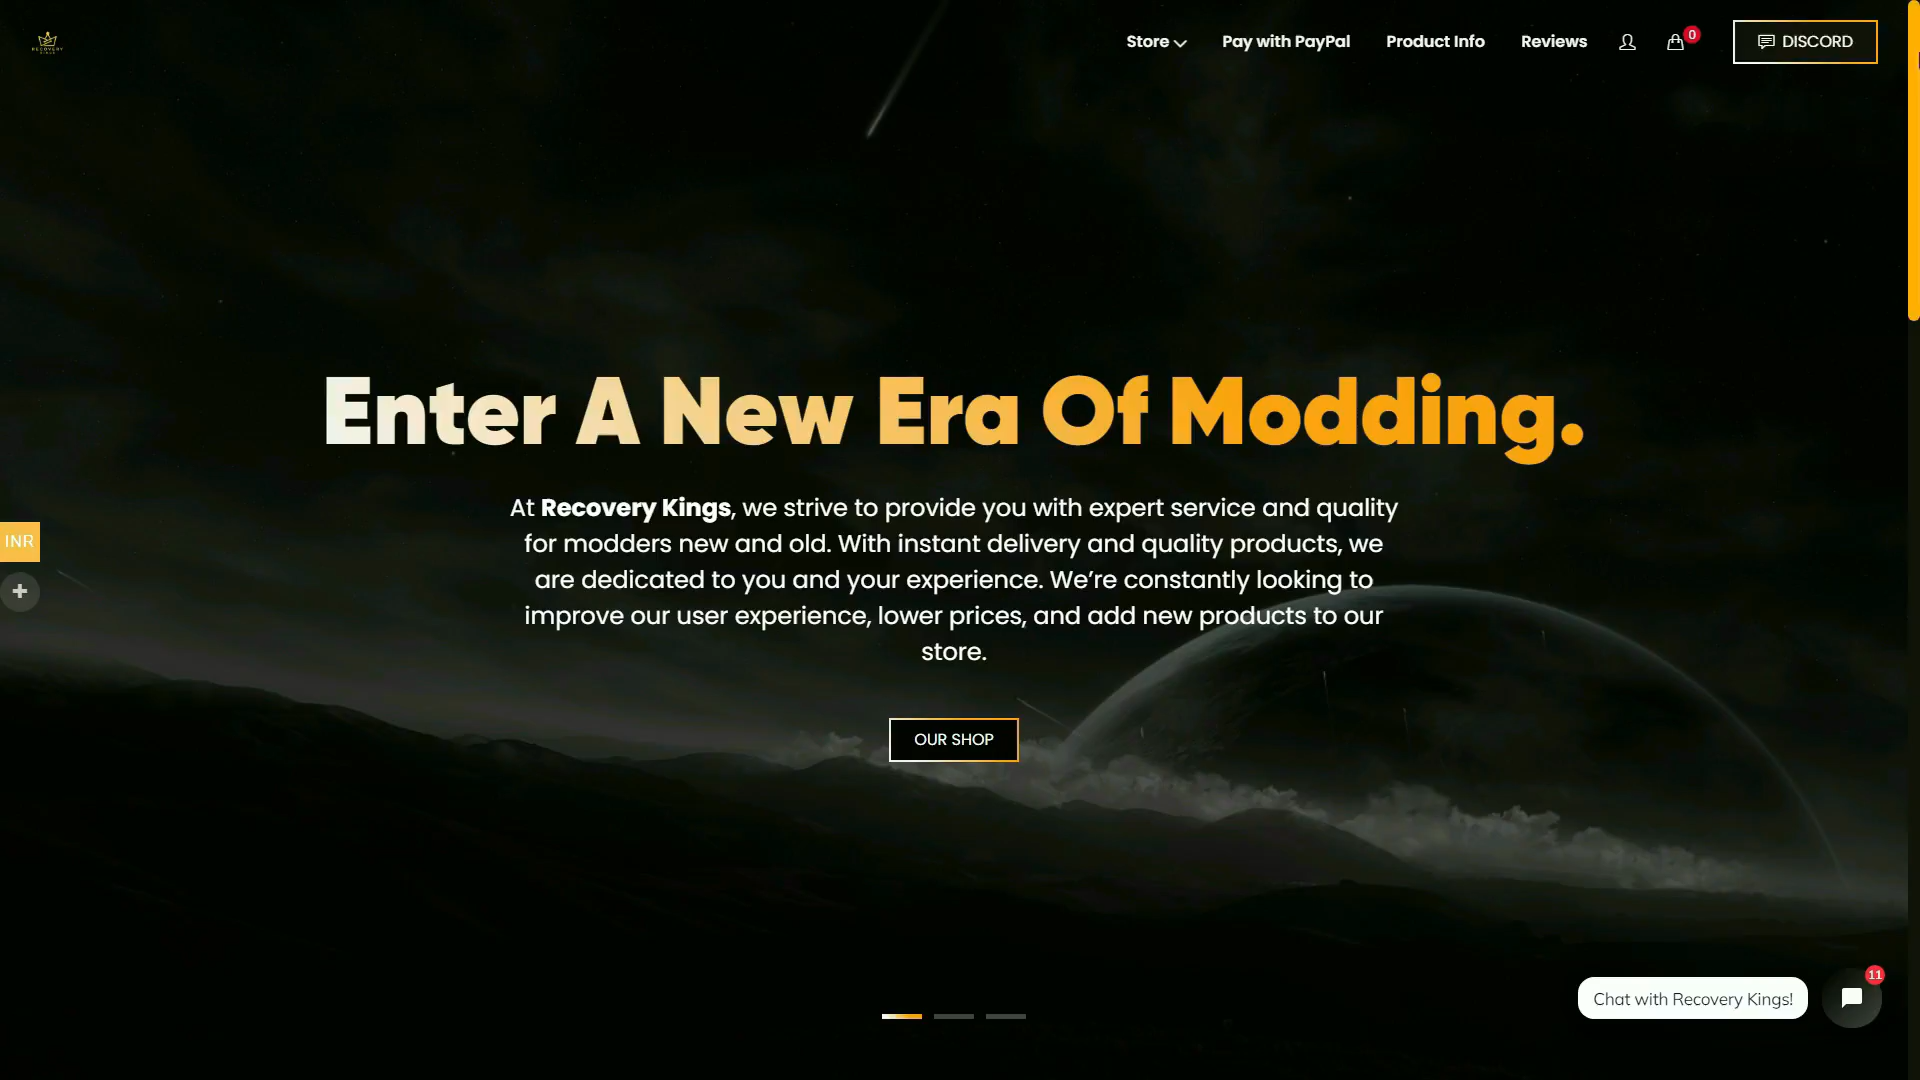 RECOVERY
KINGS
Store
Pay with PayPal
Product Info
Reviews
0
DISCORD
Enter A New Era Of Modding.
At Recovery Kings, we strive to provide you with expert service and quality
for modders new and old. With instant delivery and quality products, we
are dedicated to you and your experience. We’re constantly looking to
improve our user experience, lower prices, and add new products to our
store.
INR
+
OUR SHOP
11
Chat with Recovery Kings!